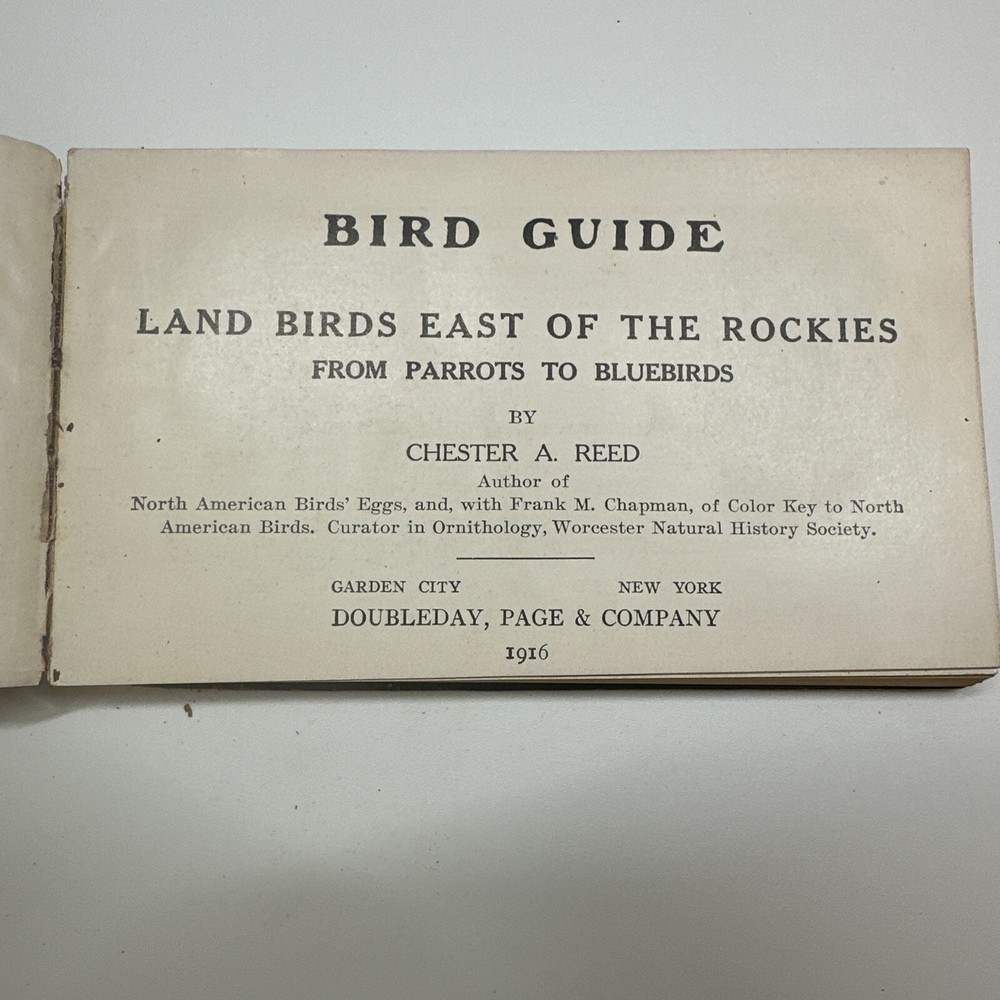 BIRD GUIDE
LAND BIRDS EAST OF THE ROCKIES
FROM PARROTS TO BLUEBIRDS
BY
CHESTER A. REED
Author of
North American Birds' Eggs, and, with Frank M. Chapman, of Color Key to North
American Birds. Curator in Ornithology, Worcester Natural History Society.
GARDEN CITY NEW YORK
DOUBLEDAY, PAGE & COMPANY
1916